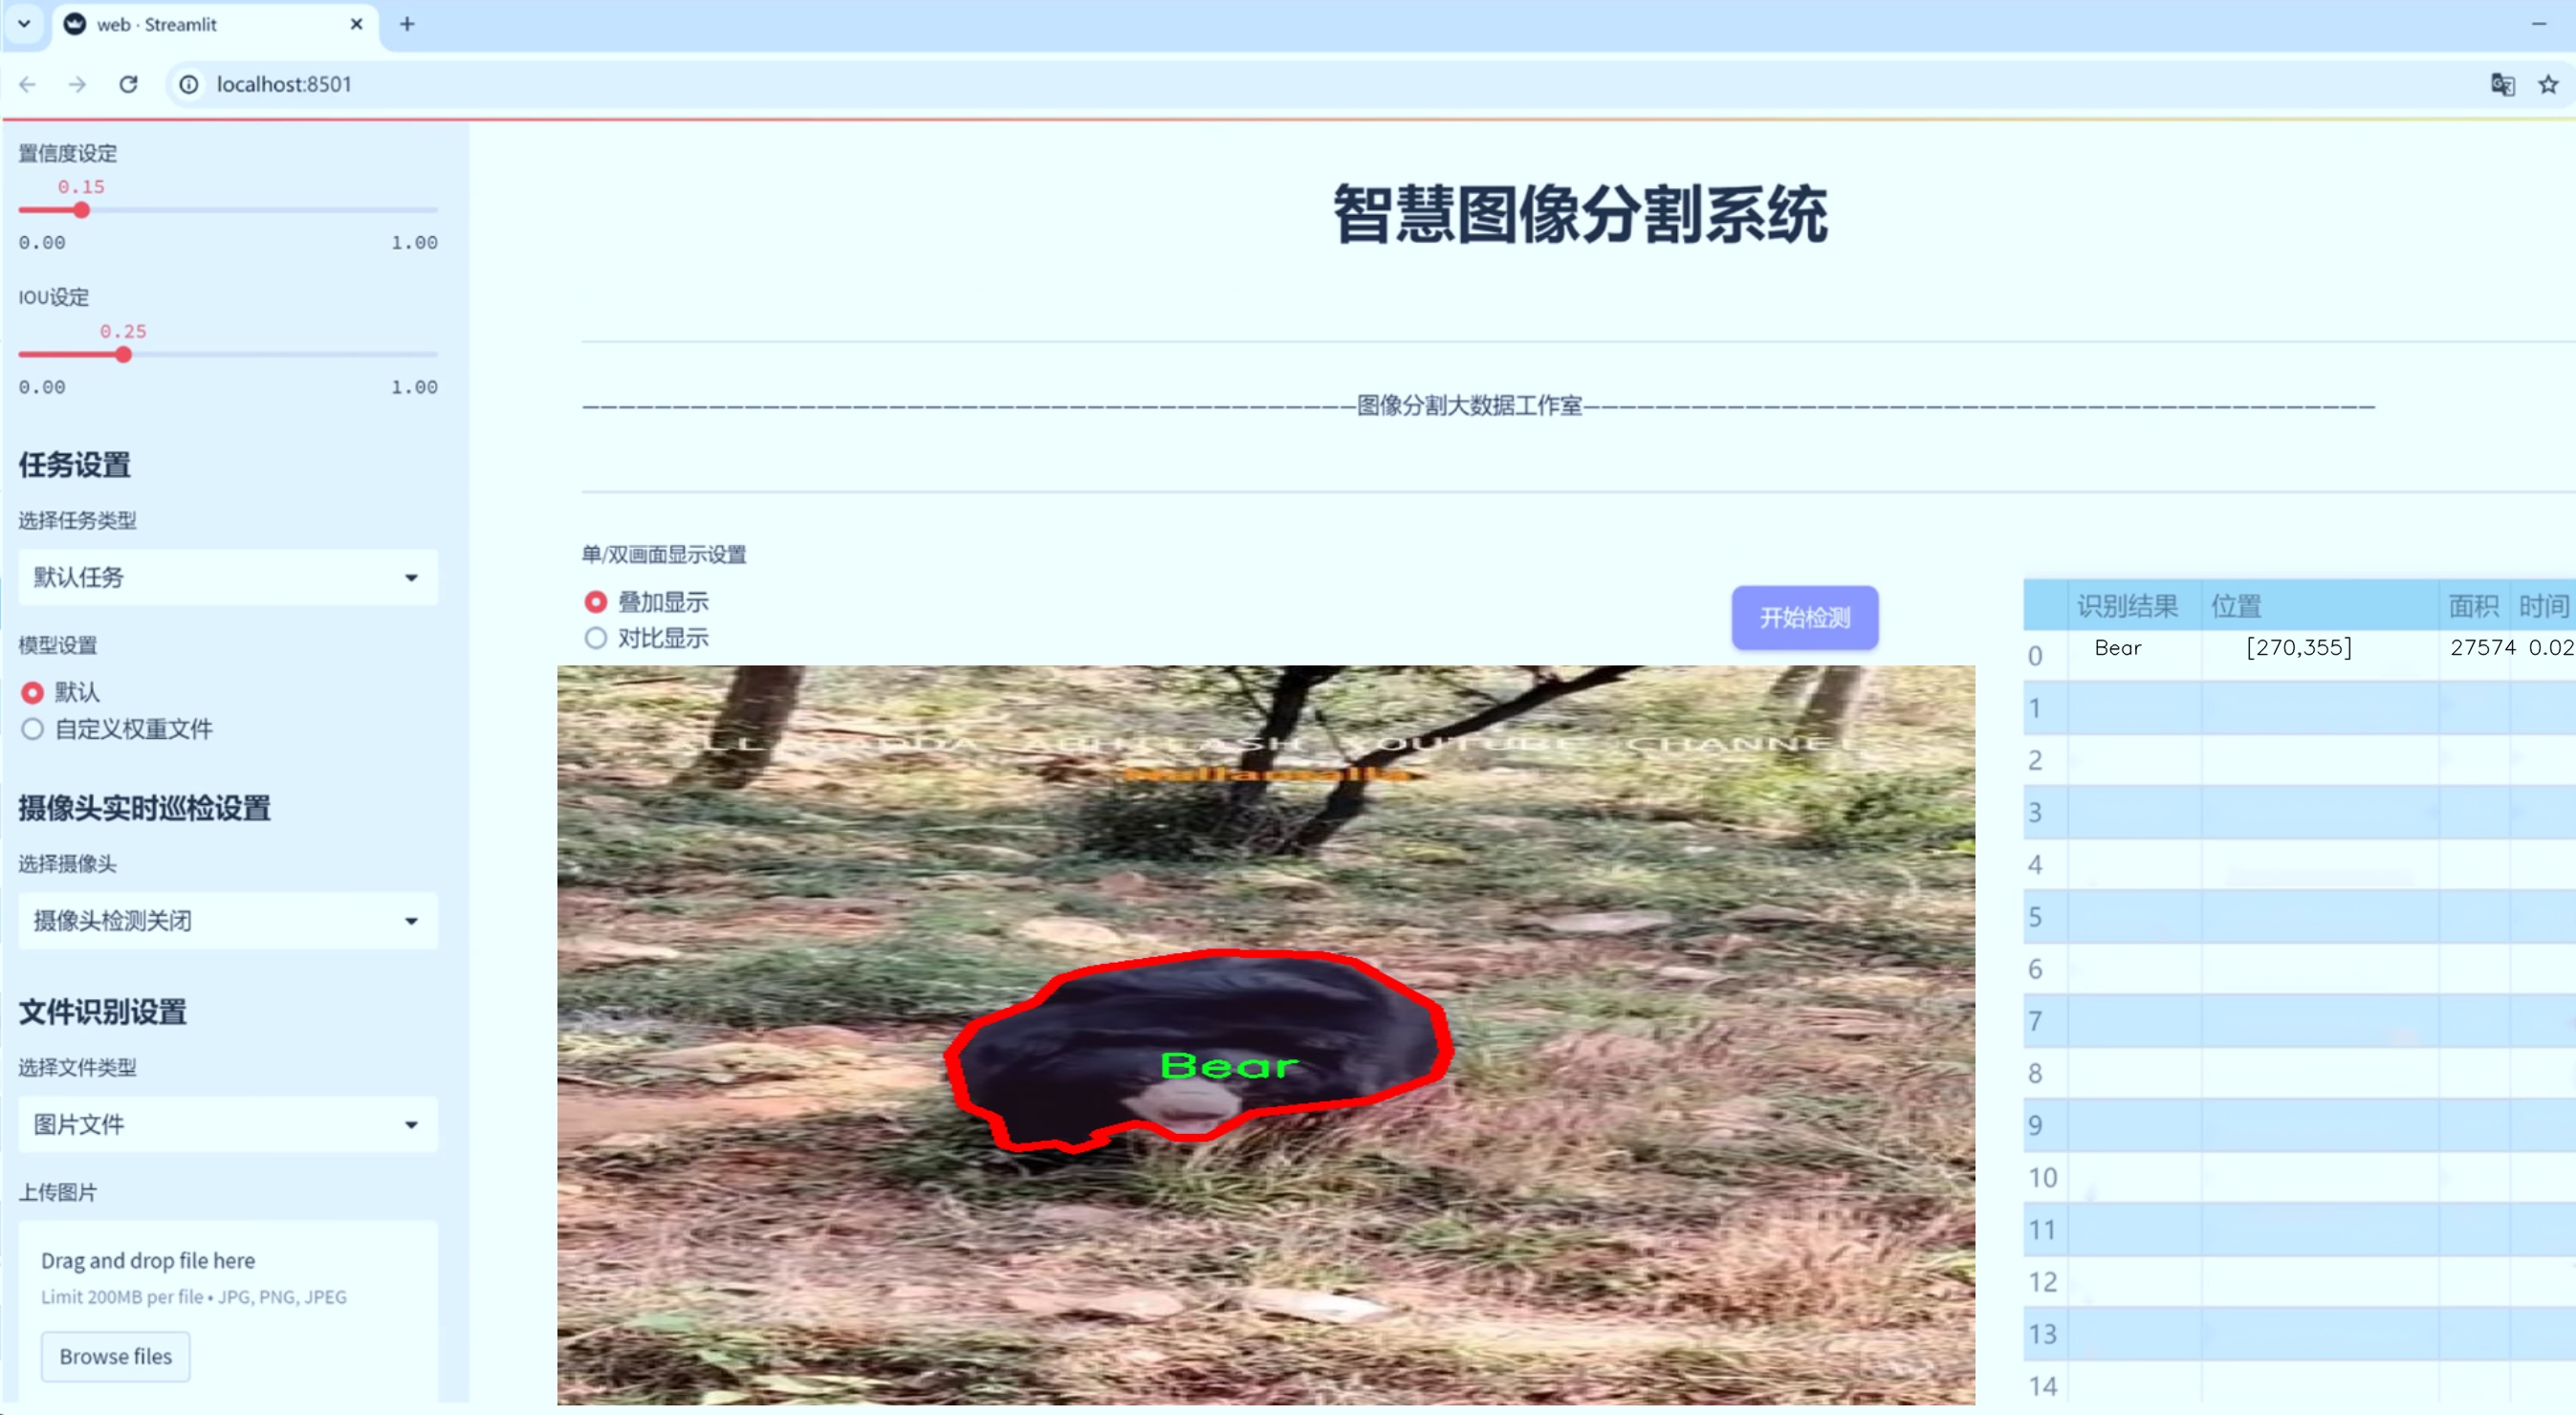 web · Streamlit
localhost:8501
置信度设定
0.15
0.00 1.00
IOU设定
0.25
0.00 1.00
任务设置
选择任务类型
默认任务
模型设置
默认
自定义权重文件
摄像头实时巡检设置
选择摄像头
摄像头检测关闭
文件识别设置
选择文件类型
图片文件
上传图片
Drag and drop file here
Limit 200MB per file • JPG, PNG, JPEG
Browse files
智慧图像分割系统
图像分割大数据工作室
单/双画面显示设置
叠加显示
对比显示
开始检测
YOUTUBE CHANNEL
Bear
识别结果 位置 面积 时间
0 Bear [270,355] 27574 0.02
1
2
3
4
5
6
7
8
9
10
11
12
13
14